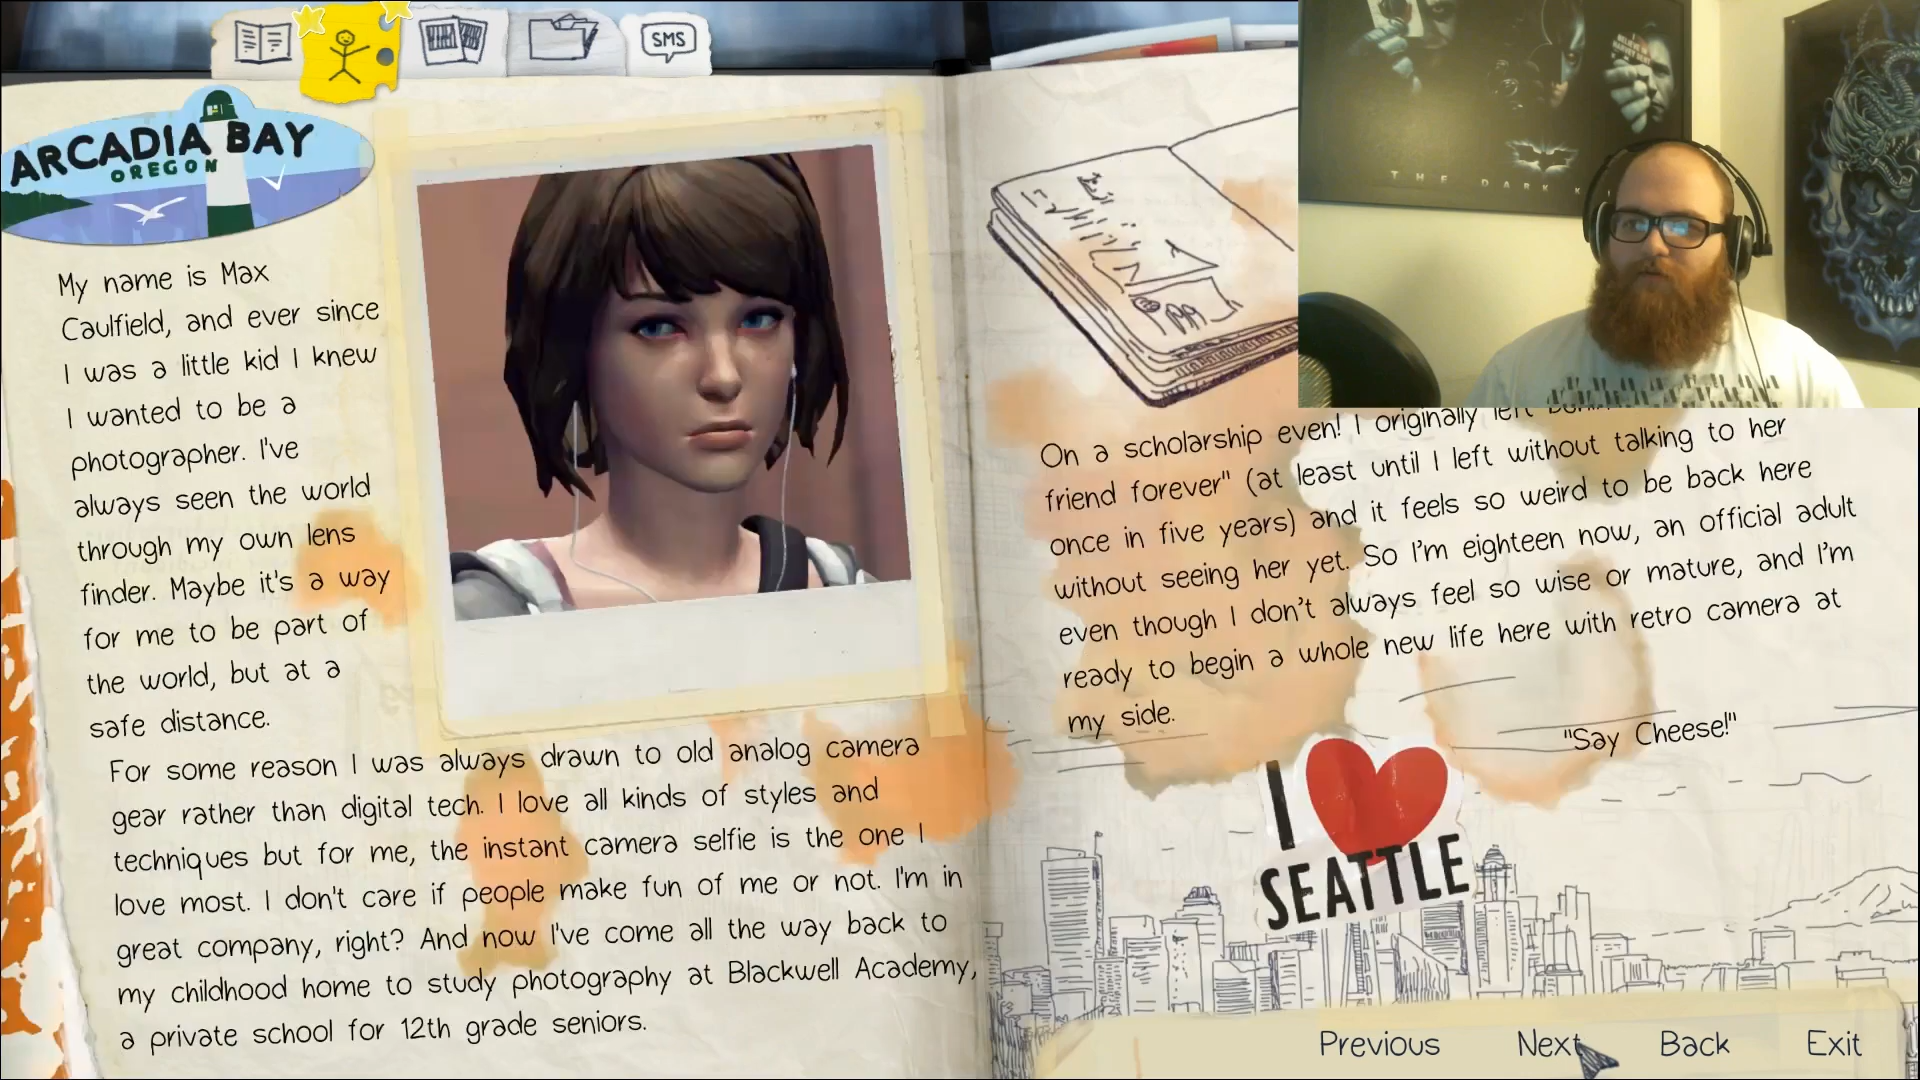 SMS
ARCADIA BAY
OREGON
My name is Max
Caulfield, and ever since
I was a little kid I knew
I wanted to be a
photographer. I've
always seen the world
through my own lens
finder. Maybe it's a way
for me to be part of
the world, but at a
safe distance.
For some reason I was always drawn to old analog camera
gear rather than digital tech. I love all kinds of styles and
techniques but for me, the instant camera selfie is the one I
love most. I don't care if people make fun of me or not. I'm in
great company, right? And now I've come all the way back to
my childhood home to study photography at Blackwell Academy,
a private school for 12th grade seniors.
THE DARK K
On a scholarship even! I originally left
friend forever" (at least until I left without talking to her
once in five years) and it feels so weird to be back here
without seeing her yet. So I'm eighteen now, an official adult
even though I don't always feel so wise or mature, and I'm
ready to begin a whole new life here with retro camera at
my side.
"Say Cheese!"
I
SEATTLE
Previous
Next
Back
Exit